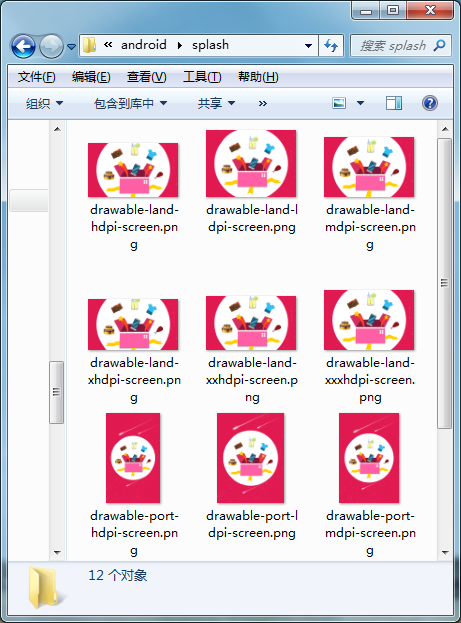 « android splash
搜索 splash
文件(F) 编辑(E) 查看(V) 工具(T) 帮助(H)
组织 包含到库中 共享 »
drawable-land-hdpi-screen.png
drawable-land-ldpi-screen.png
drawable-land-mdpi-screen.png
drawable-land-xhdpi-screen.png
drawable-land-xxhdpi-screen.png
drawable-land-xxxhdpi-screen.png
drawable-port-hdpi-screen.png
drawable-port-ldpi-screen.png
drawable-port-mdpi-screen.png
12 个对象